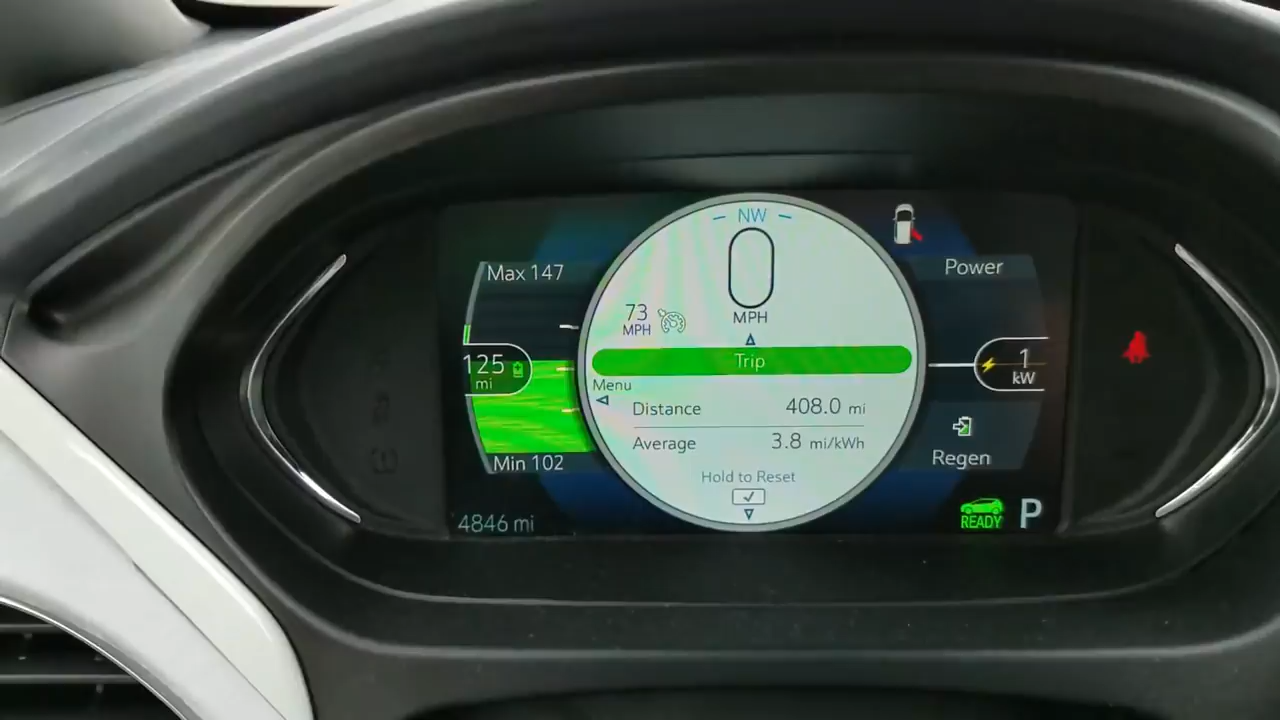 NW
Max 147
0
MPH
Power
73
MPH
125
mi
Trip
1
kW
Menu
Distance 408.0 mi
Average 3.8 mi/kWh
Min 102
Regen
Hold to Reset
4846 mi
READY
P